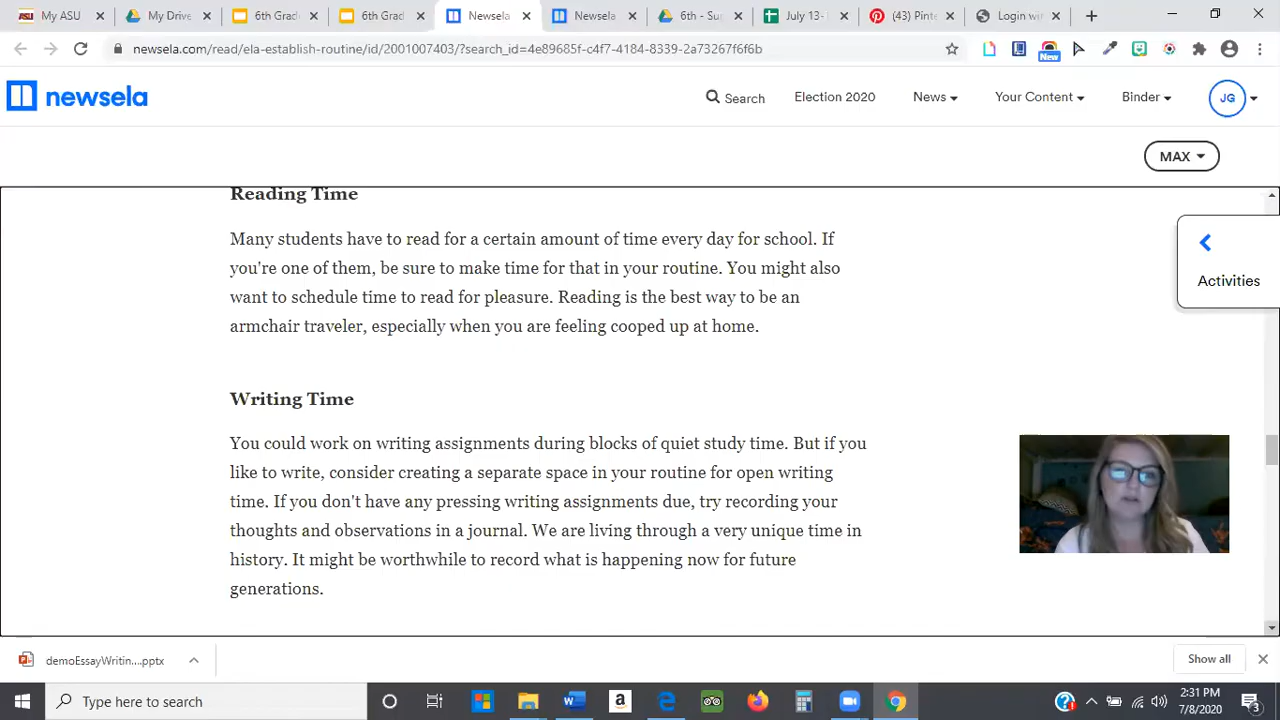 My ASU
My Drive
6th Grad
6th Grad
Newsela
Newsela
6th - Su
July 13-
(43) Pint
Login wi
newsela.com/read/ela-establish-routine/id/2001007403/?search_id=4e89685f-c4f7-4184-8339-2a73267f6f6b
New
newsela
Search
Election 2020
News
Your Content
Binder
JG
MAX
Reading Time
Many students have to read for a certain amount of time every day for school. If
you're one of them, be sure to make time for that in your routine. You might also
want to schedule time to read for pleasure. Reading is the best way to be an
armchair traveler, especially when you are feeling cooped up at home.
Activities
Writing Time
You could work on writing assignments during blocks of quiet study time. But if you
like to write, consider creating a separate space in your routine for open writing
time. If you don't have any pressing writing assignments due, try recording your
thoughts and observations in a journal. We are living through a very unique time in
history. It might be worthwhile to record what is happening now for future
generations.
demoEssayWritin....pptx
Show all
Type here to search
2:31 PM
7/8/2020
3